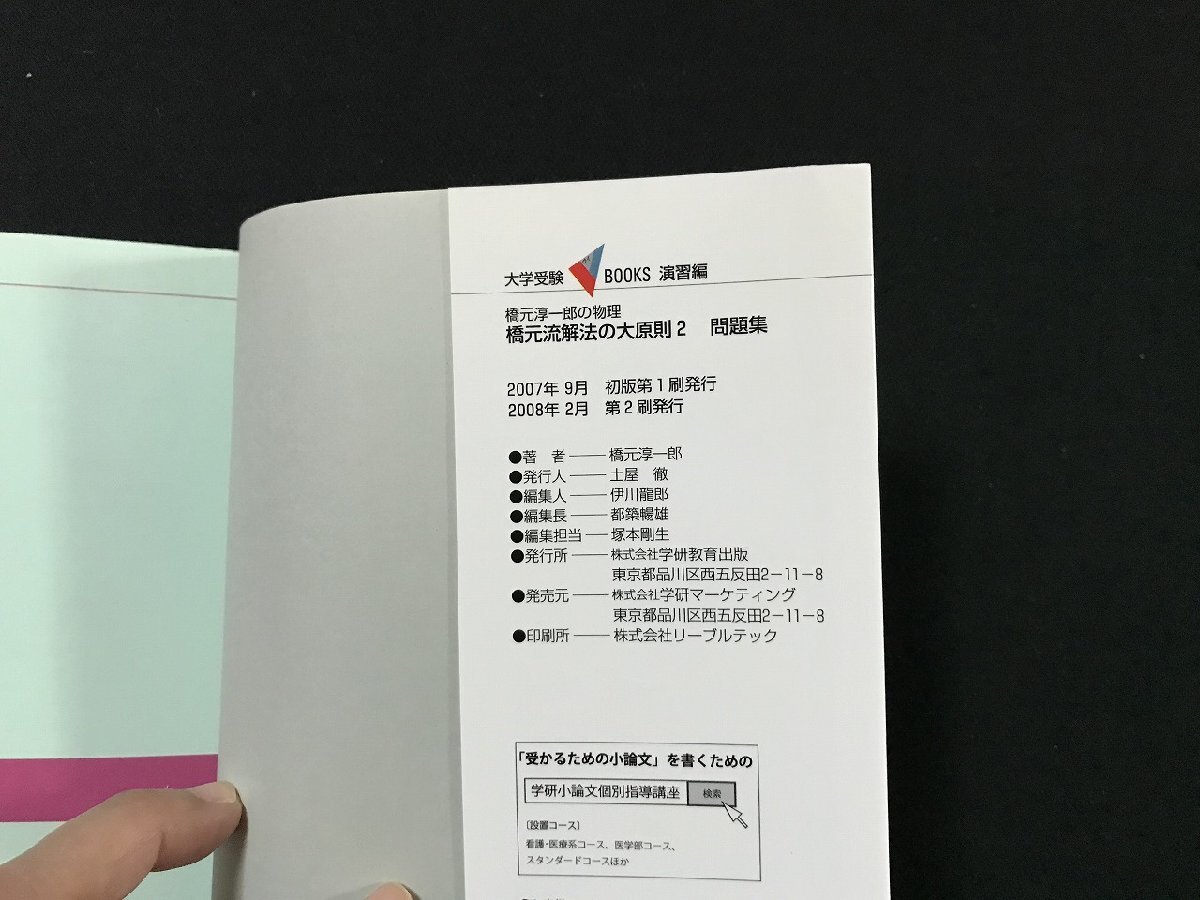 大学受験 BOOKS 演習編
橋元淳一郎の物理
橋元流解法の大原則2 問題集
2007年 9月 初版第1刷発行
2008年 2月 第2刷発行
●著 者――橋元淳一郎
●発行人――土屋 徹
●編集人――伊川龍郎
●編集長――都築暢雄
●編集担当―塚本剛生
●発行所――株式会社学研教育出版
東京都品川区西五反田2-11-8
●発売元――株式会社学研マーケティング
東京都品川区西五反田2-11-8
●印刷所――株式会社リーブルテック
「受かるための小論文」を書くための
学研小論文個別指導講座 検索
〔設置コース〕
看護・医療系コース、医学部コース、
スタンダードコースほか